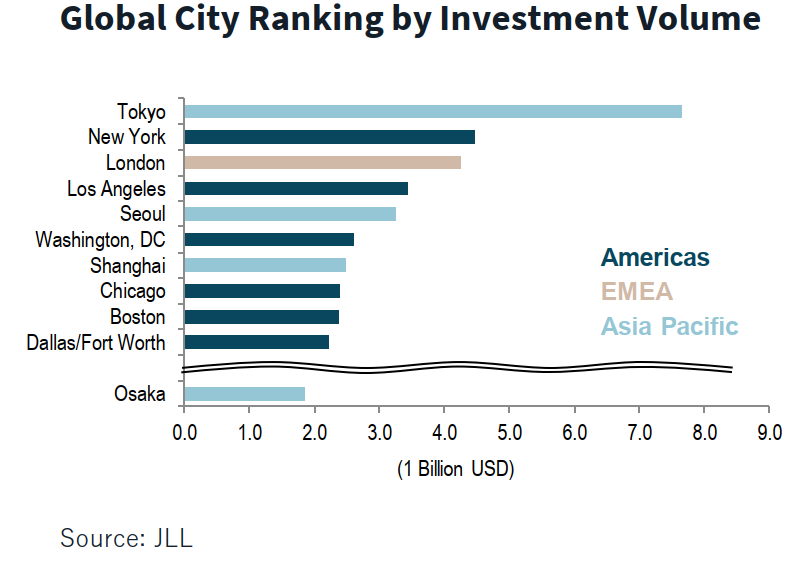 Global City Ranking by Investment Volume
Tokyo
New York
London
Los Angeles
Seoul
Washington, DC
Shanghai
Chicago
Boston
Dallas/Fort Worth
Osaka
Americas
EMEA
Asia Pacific
0.0 1.0 2.0 3.0 4.0 5.0 6.0 7.0 8.0 9.0
(1 Billion USD)
Source: JLL